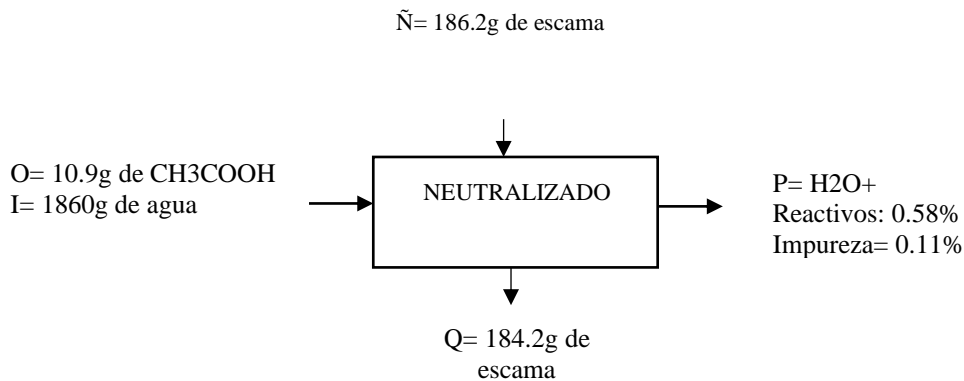 Ñ= 186.2g de escama
O= 10.9g de CH3COOH
I= 1860g de agua
NEUTRALIZADO
P= H2O+
Reactivos: 0.58%
Impureza= 0.11%
Q= 184.2g de
escama